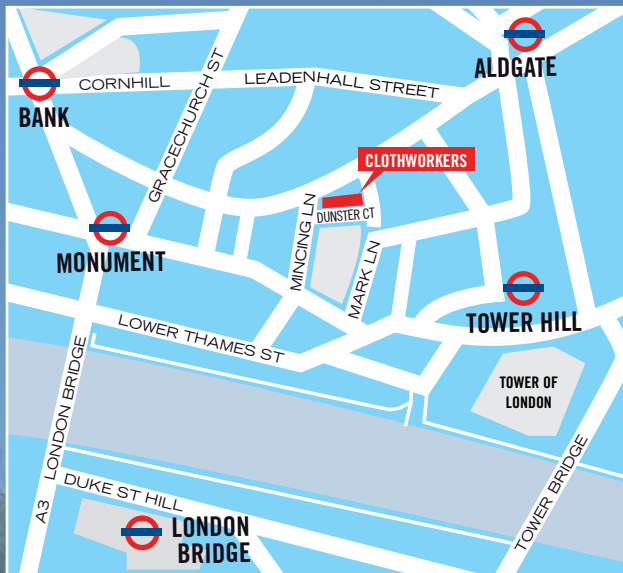 ALDGATE
CORNHILL
LEADENHALL STREET
BANK
GRACECHURCH ST
CLOTHWORKERS
MINCING LN
DUNSTER CT
MARK LN
MONUMENT
TOWER HILL
LOWER THAMES ST
TOWER OF
LONDON
A3 LONDON BRIDGE
TOWER BRIDGE
DUKE ST HILL
LONDON
BRIDGE